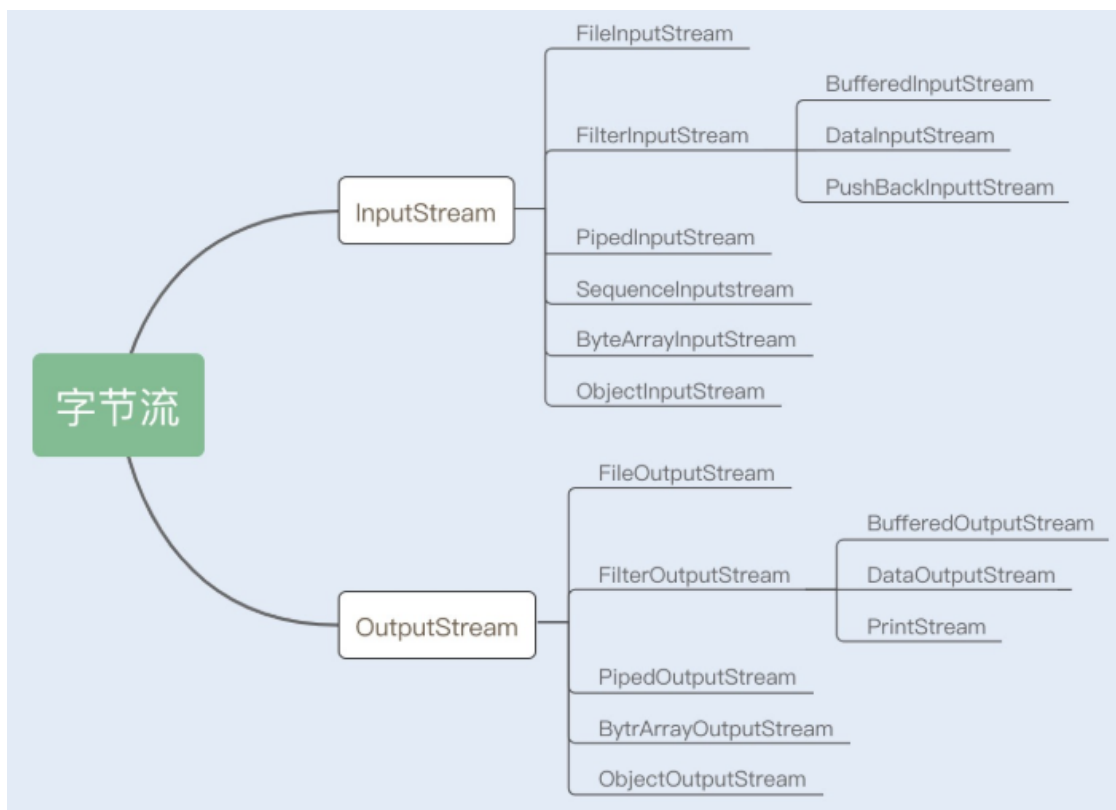 字节流
InputStream
FileInputStream
FilterInputStream
BufferedInputStream
DataInputStream
PushBackInputtStream
PipedInputStream
SequenceInputstream
ByteArrayInputStream
ObjectInputStream
OutputStream
FileOutputStream
FilterOutputStream
BufferedOutputStream
DataOutputStream
PrintStream
PipedOutputStream
BytrArrayOutputStream
ObjectOutputStream